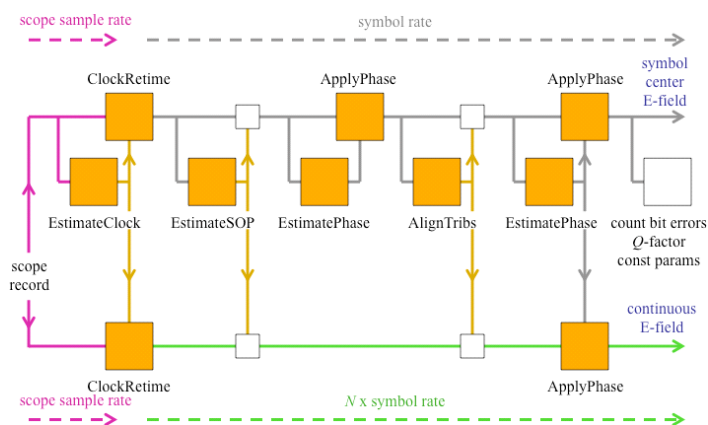 scope sample rate
symbol rate
ClockRetime
ApplyPhase
ApplyPhase
symbol
center
E-field
EstimateClock
EstimateSOP
EstimatePhase
AlignTribs
EstimatePhase
count bit errors
Q-factor
const params
scope
record
continuous
E-field
ClockRetime
ApplyPhase
scope sample rate
N x symbol rate